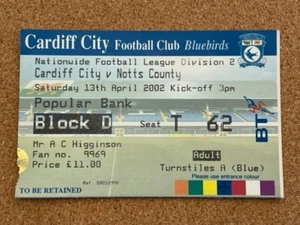 Cardiff City Football Club Bluebirds
Nationwide Football League Division 2
Cardiff City v Notts County
Saturday 13th April 2002 Kick-off 3pm
Popular Bank
Block D Seat T 62
BT
Mr A C Higginson
Fan no. 9969
Adult
Price £11.00
Turnstiles A (Blue)
Please use entrance colour
TO BE RETAINED